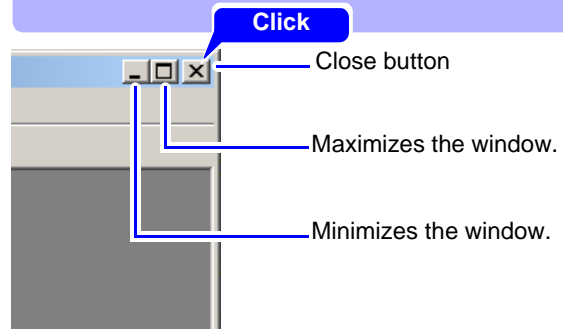 Click
Close button
Maximizes the window.
Minimizes the window.